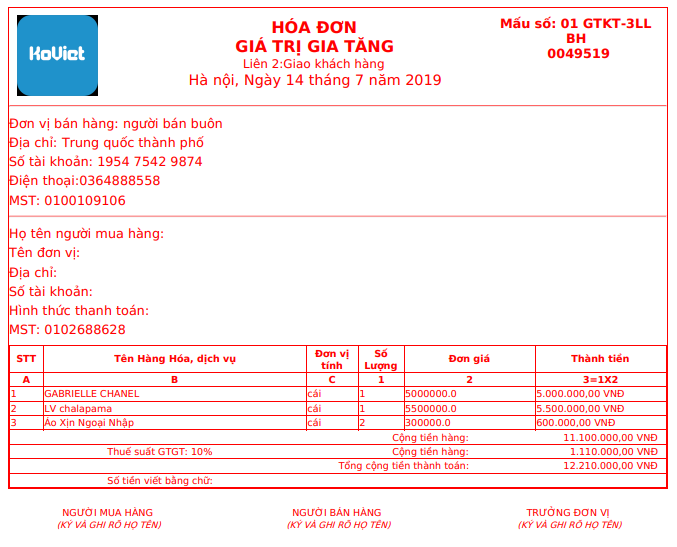 KoViet
HÓA ĐƠN
GIÁ TRỊ GIA TĂNG
Liên 2:Giao khách hàng
Hà nội, Ngày 14 tháng 7 năm 2019
Mẩu số: 01 GTKT-3LL
BH
0049519
Đơn vị bán hàng: người bán buôn
Địa chỉ: Trung quốc thành phố
Số tài khoản: 1954 7542 9874
Điện thoại:0364888558
MST: 0100109106
Họ tên người mua hàng:
Tên đơn vị:
Địa chỉ:
Số tài khoản:
Hình thức thanh toán:
MST: 0102688628
STT Tên Hàng Hóa, dịch vụ Đơn vị tính Số Lượng Đơn giá Thành tiền
A B C 1 2 3=1X2
1 GABRIELLE CHANEL cái 1 5000000.0 5.000.000,00 VNĐ
2 LV chalapama cái 1 5500000.0 5.500.000,00 VNĐ
3 Áo Xịn Ngoại Nhập cái 2 300000.0 600.000,00 VNĐ
Cộng tiền hàng: 11.100.000,00 VNĐ
Thuế suất GTGT: 10% Cộng tiền hàng: 1.110.000,00 VNĐ
Tổng cộng tiền thành toán: 12.210.000,00 VNĐ
Số tiền viết bằng chữ:
NGƯỜI MUA HÀNG NGƯỜI BÁN HÀNG TRƯỞNG ĐƠN VỊ
(KÝ VÀ GHI RÕ HỌ TÊN) (KÝ VÀ GHI RÕ HỌ TÊN) (KÝ VÀ GHI RÕ HỌ TÊN)